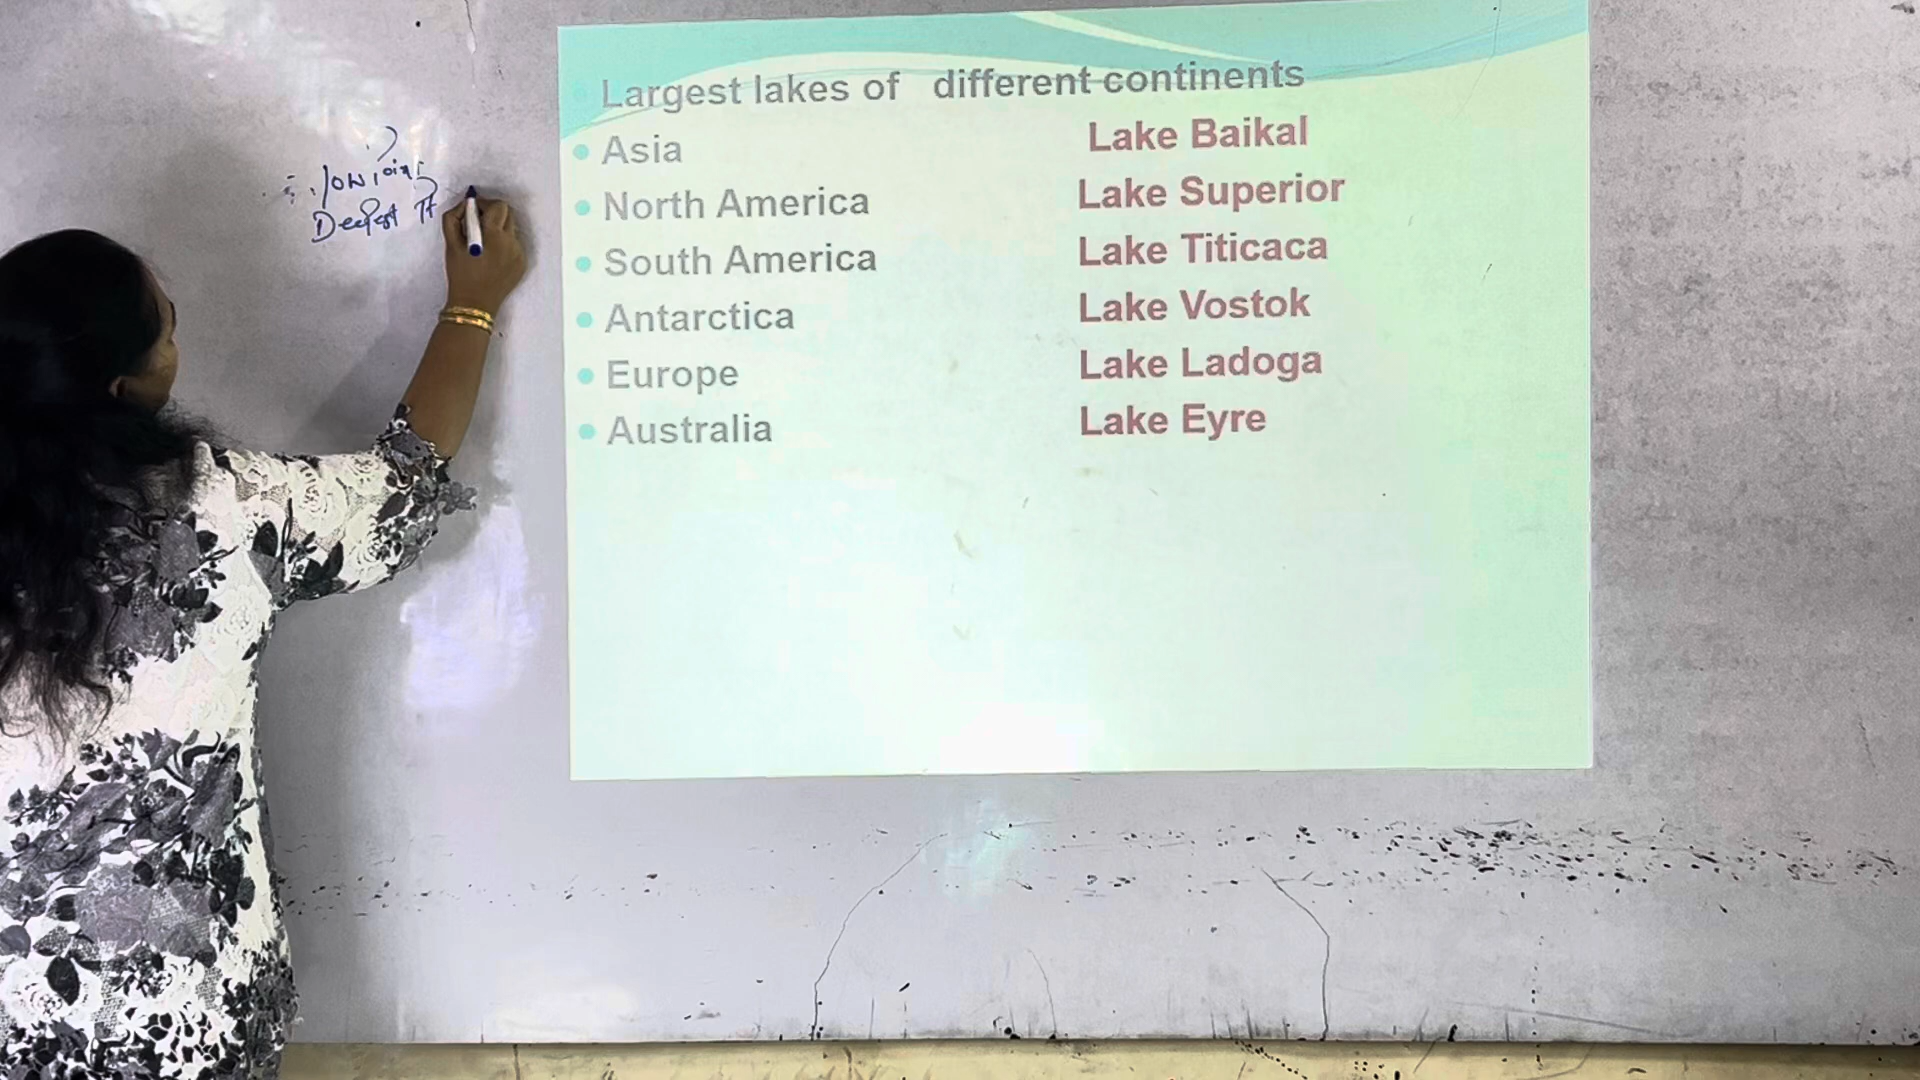 Deepest
Largest lakes of different continents
Asia Lake Baikal
North America Lake Superior
South America Lake Titicaca
Antarctica Lake Vostok
Europe Lake Ladoga
Australia Lake Eyre